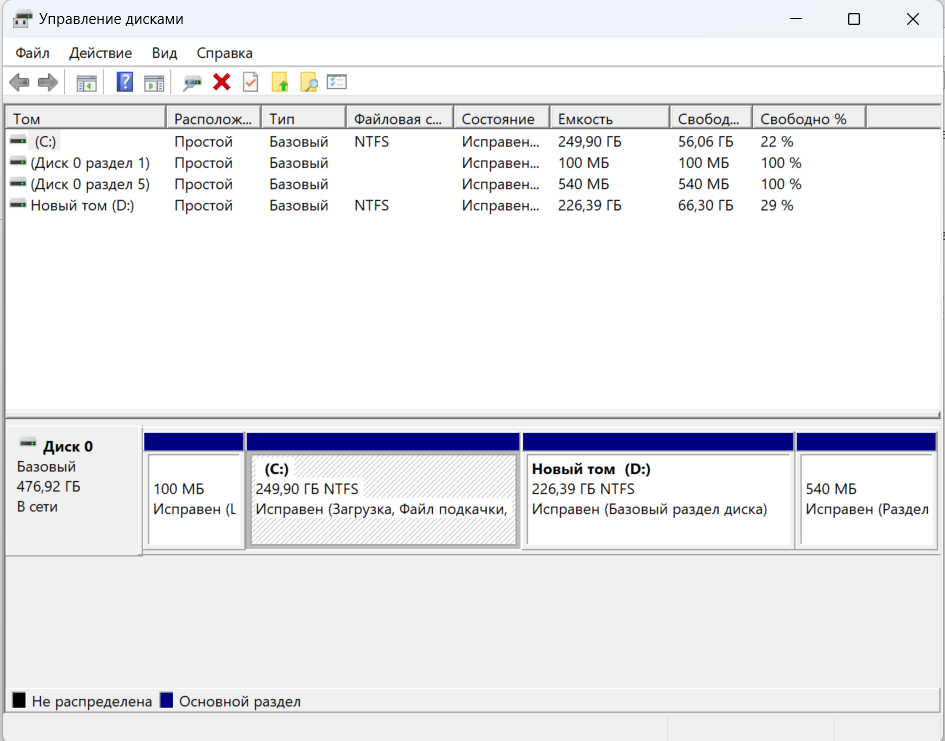 Управление дисками
Файл Действие Вид Справка
Том Располож... Тип Файловая с... Состояние Емкость Свобод... Свободно %
(C:) Простой Базовый NTFS Исправен... 249,90 ГБ 56,06 ГБ 22 %
(Диск 0 раздел 1) Простой Базовый Исправен... 100 МБ 100 МБ 100 %
(Диск 0 раздел 5) Простой Базовый Исправен... 540 МБ 540 МБ 100 %
Новый том (D:) Простой Базовый NTFS Исправен... 226,39 ГБ 66,30 ГБ 29 %
Диск 0
Базовый
476,92 ГБ
В сети
100 МБ
Исправен (L
(C:)
249,90 ГБ NTFS
Исправен (Загрузка, Файл подкачки,
Новый том (D:)
226,39 ГБ NTFS
Исправен (Базовый раздел диска)
540 МБ
Исправен (Раздел
Не распределена Основной раздел